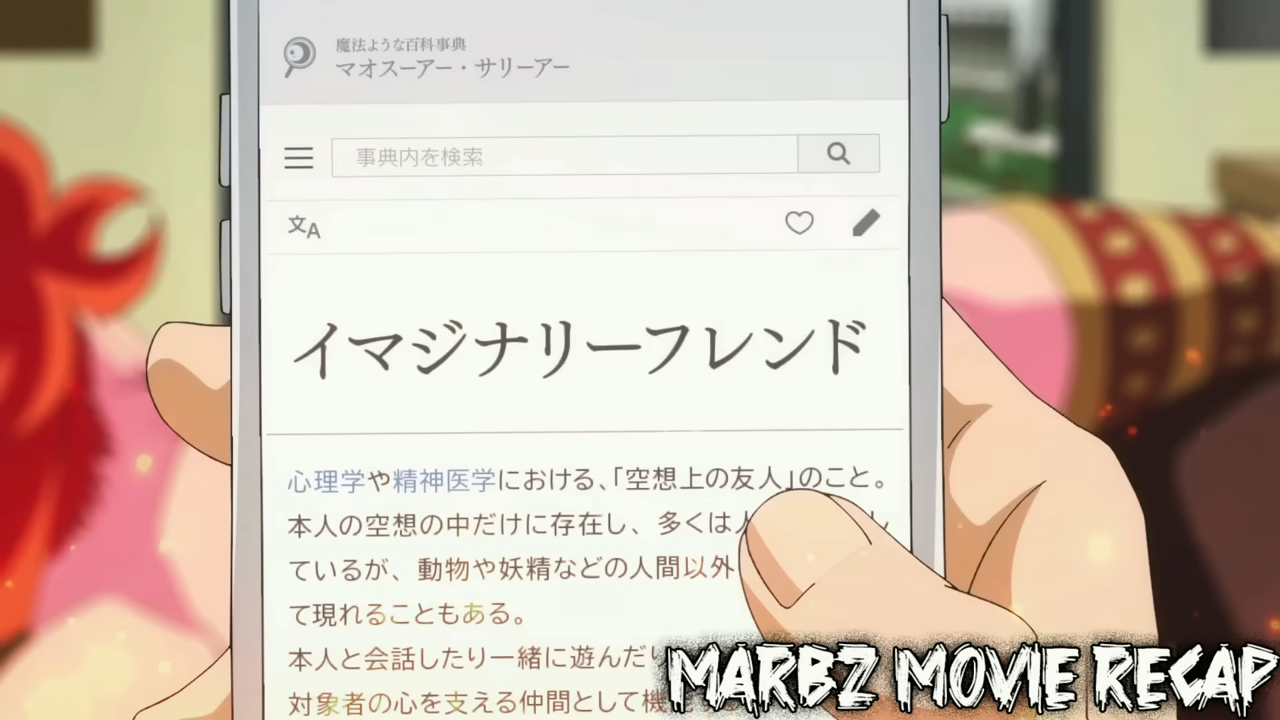 魔法ような百科事典
マオスーアー・サリーアー
事典内を検索
文A
イマジナリーフレンド
心理学や精神医学における、「空想上の友人」のこと。
本人の空想の中だけに存在し、多くは人 し
ているが、動物や妖精などの人間以外
て現れることもある。
本人と会話したり一緒に遊んだり
対象者の心を支える仲間として機
MARBZ MOVIE RECAP